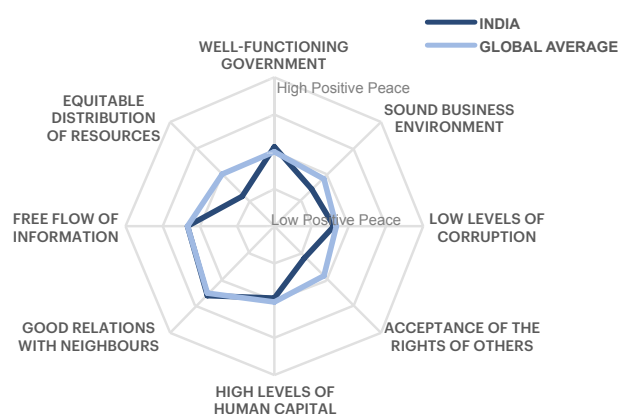 INDIA
GLOBAL AVERAGE
WELL-FUNCTIONING
GOVERNMENT
High Positive Peace
EQUITABLE
DISTRIBUTION
OF RESOURCES
SOUND BUSINESS
ENVIRONMENT
FREE FLOW OF
INFORMATION
Low Positive Peace
LOW LEVELS OF
CORRUPTION
GOOD RELATIONS
WITH NEIGHBOURS
ACCEPTANCE OF THE
RIGHTS OF OTHERS
HIGH LEVELS OF
HUMAN CAPITAL